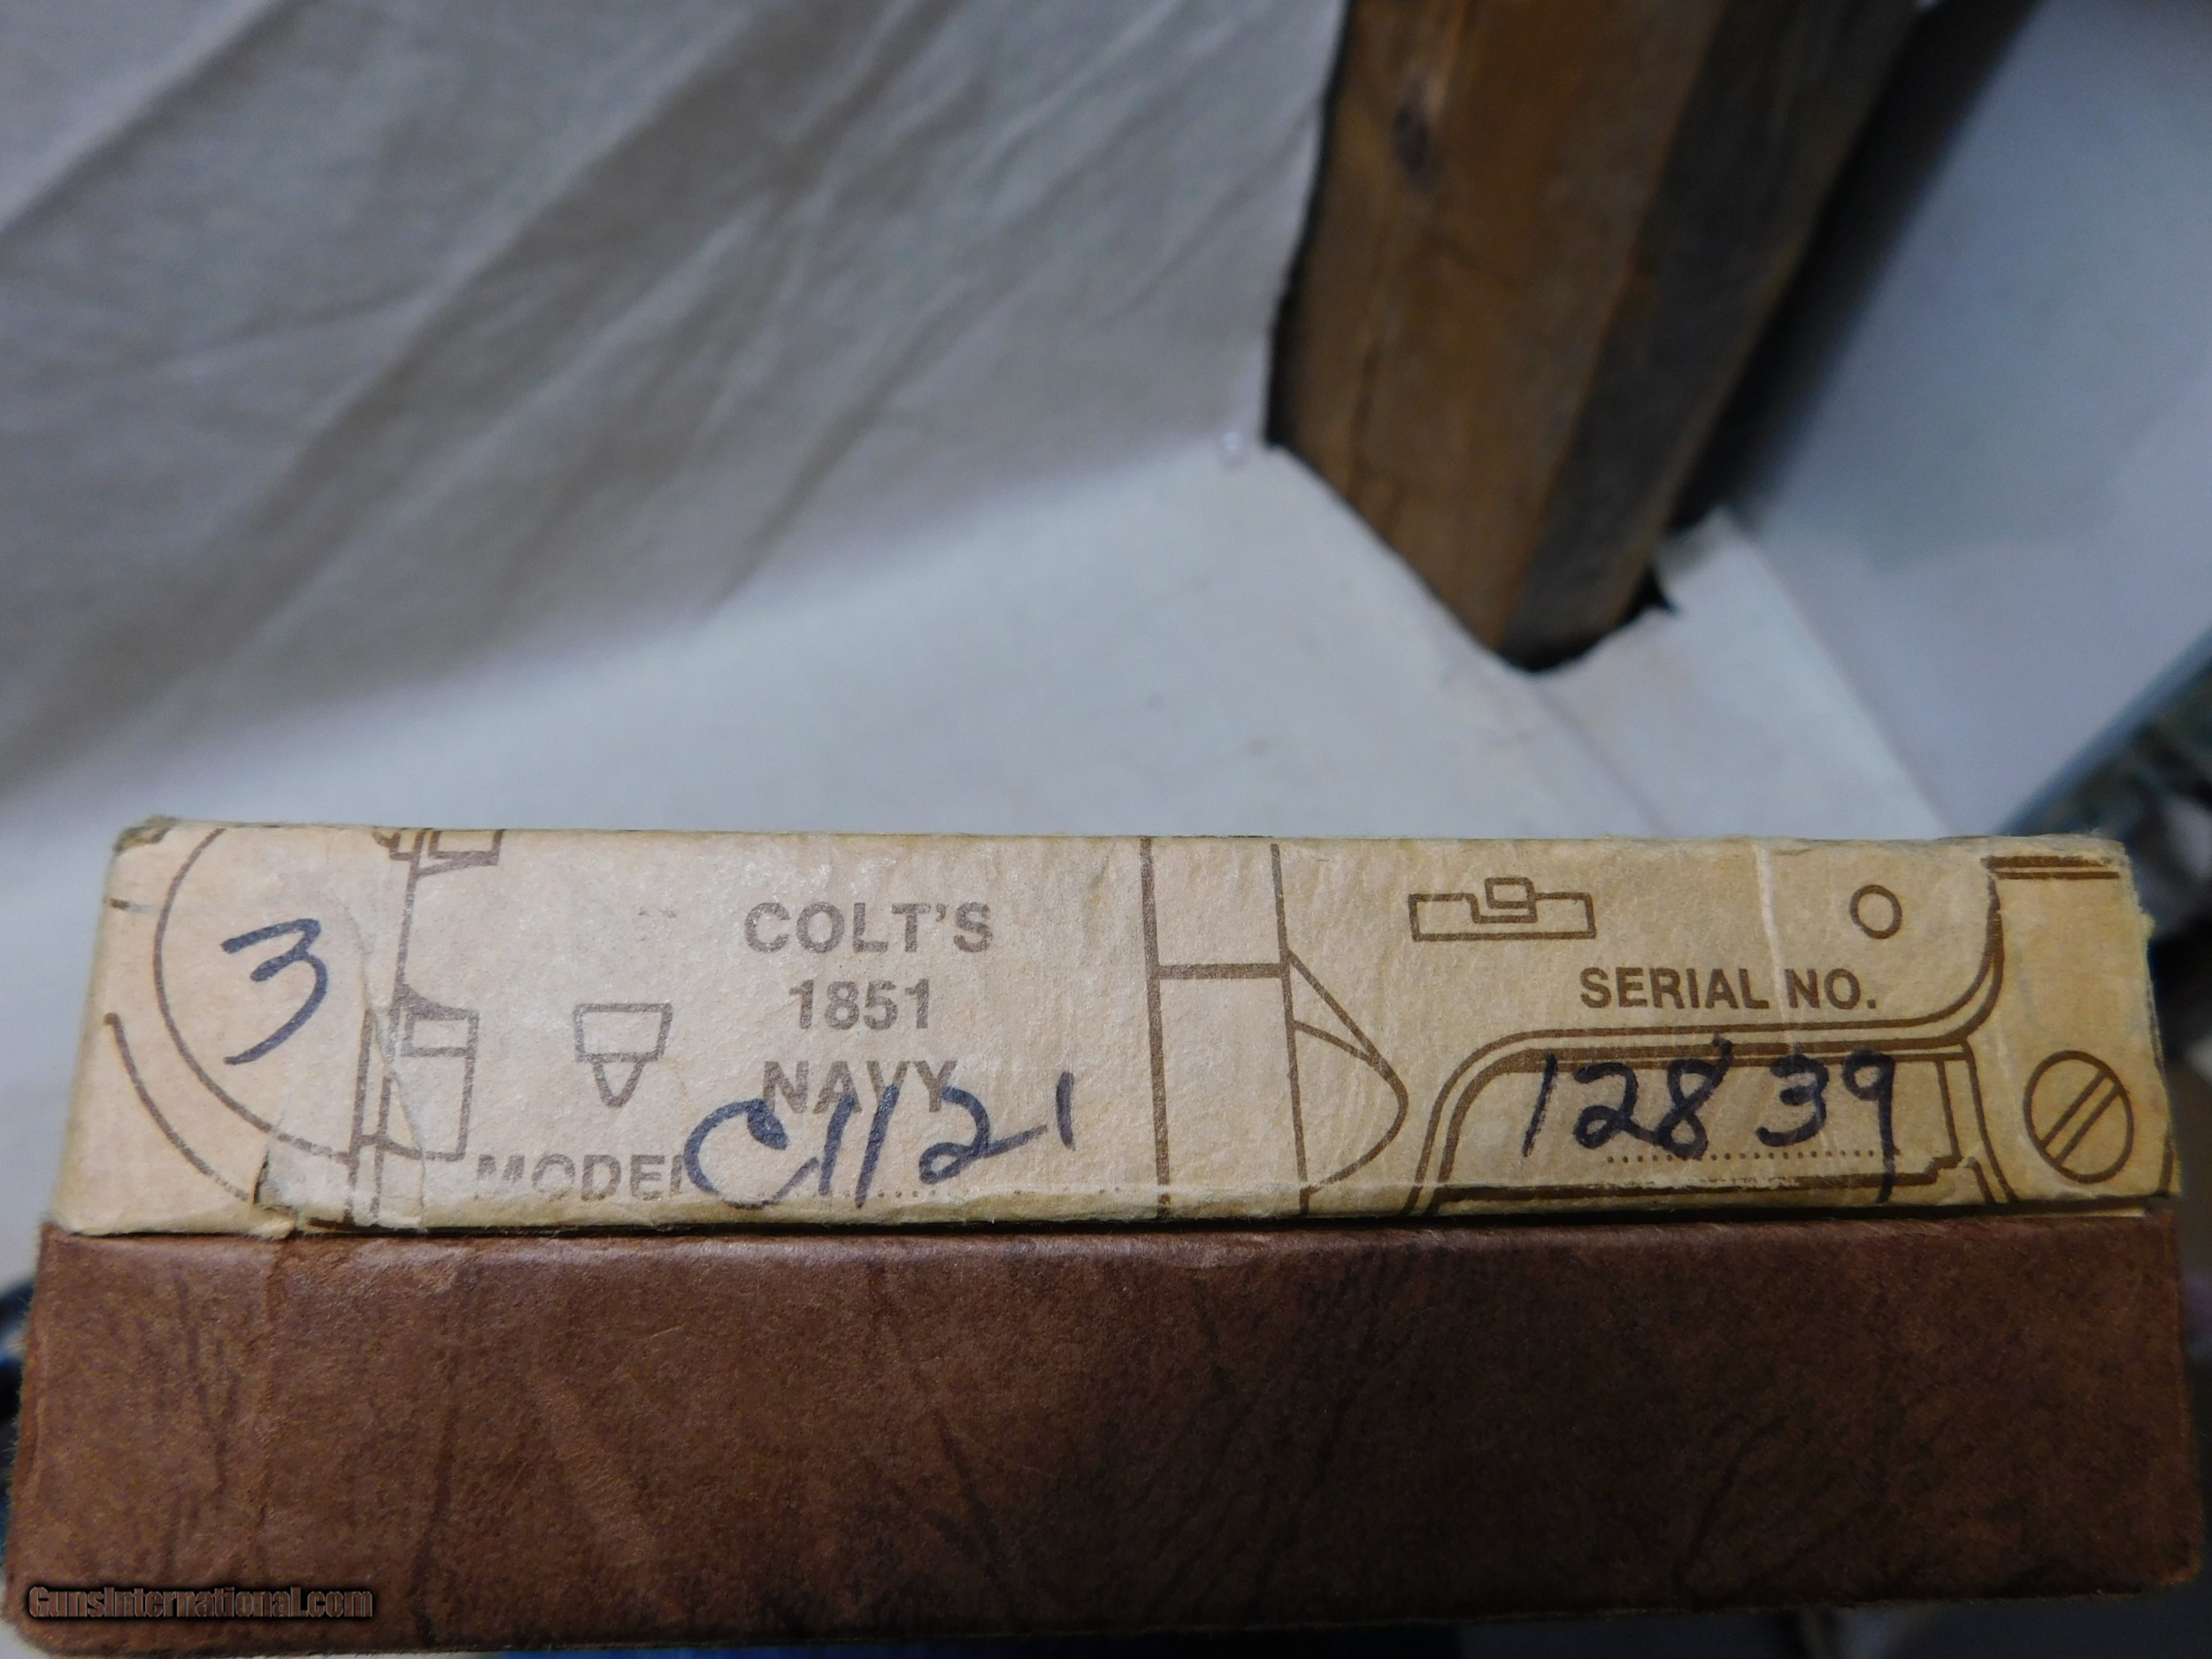 3
COLT'S
1851
NAVY
MODEL C1121
SERIAL NO.
12839
GunsInternational.com